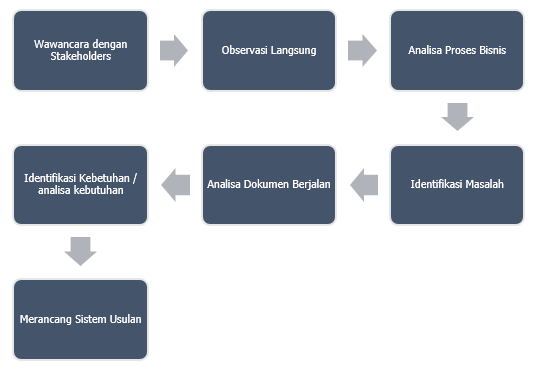 Wawancara dengan
Stakeholders
Observasi Langsung
Analisa Proses Bisnis
Identifikasi Masalah
Analisa Dokumen Berjalan
Identifikasi Kebetuhan /
analisa kebutuhan
Merancang Sistem Usulan